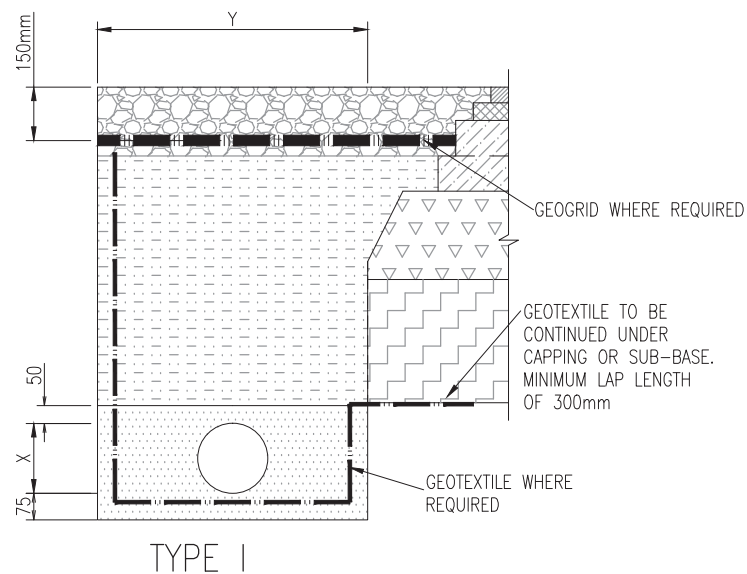 Y
150mm
GEOGRID WHERE REQUIRED
GEOTEXTILE TO BE
CONTINUED UNDER
CAPPING OR SUB-BASE.
MINIMUM LAP LENGTH
OF 300mm
50
X
75
GEOTEXTILE WHERE
REQUIRED
TYPE I